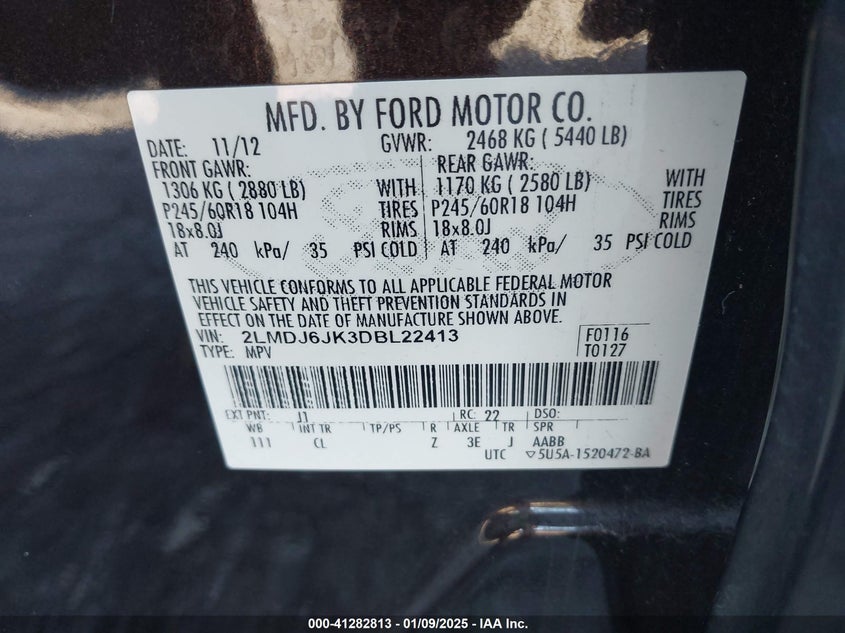 MFD. BY FORD MOTOR CO.
DATE: 11/12 GVWR: 2468 KG ( 5440 LB)
FRONT GAWR: REAR GAWR:
1306 KG ( 2880 LB) WITH 1170 KG ( 2580 LB) WITH
P245/60R18 104H TIRES P245/60R18 104H TIRES
18x8.0J RIMS 18x8.0J RIMS
AT 240 kPa/ 35 PSI COLD AT 240 kPa/ 35 PSI COLD
THIS VEHICLE CONFORMS TO ALL APPLICABLE FEDERAL MOTOR
VEHICLE SAFETY AND THEFT PREVENTION STANDARDS IN
EFFECT ON THE DATE OF MANUFACTURE SHOWN ABOVE.
VIN: 2LMDJ6JK3DBL22413 F0116
TYPE: MPV T0127
EXT PNT: J1 RC: 22 DSO:
WB INT TR TP/PS R AXLE TR SPR
111 CL Z 3E J AABB
UTC ▽5U5A-1520472-BA
000-41282813 | 01/09/2025 - IAA Inc.